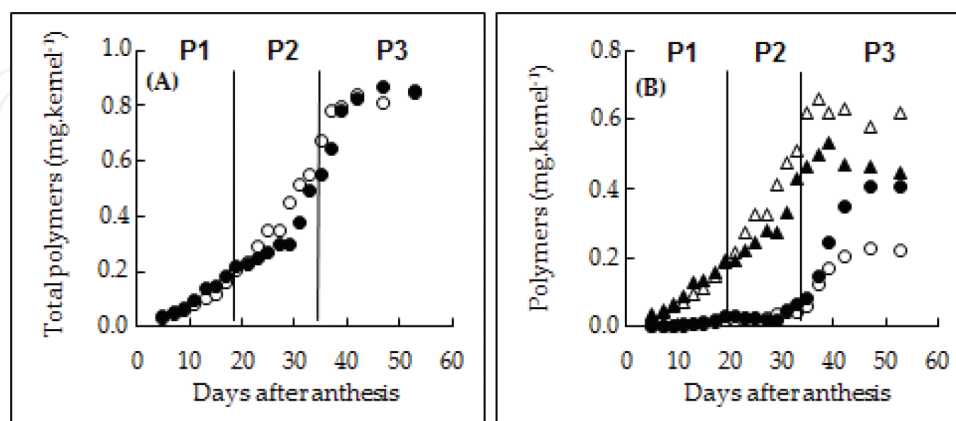 P1 P2 P3
(A)
Total polymers (mg.kernel⁻¹)
1.0
0.8
0.6
0.4
0.2
0.0
0 10 20 30 40 50 60
Days after anthesis
P1 P2 P3
(B)
Polymers (mg.kernel⁻¹)
0.8
0.6
0.4
0.2
0.0
0 10 20 30 40 50 60
Days after anthesis